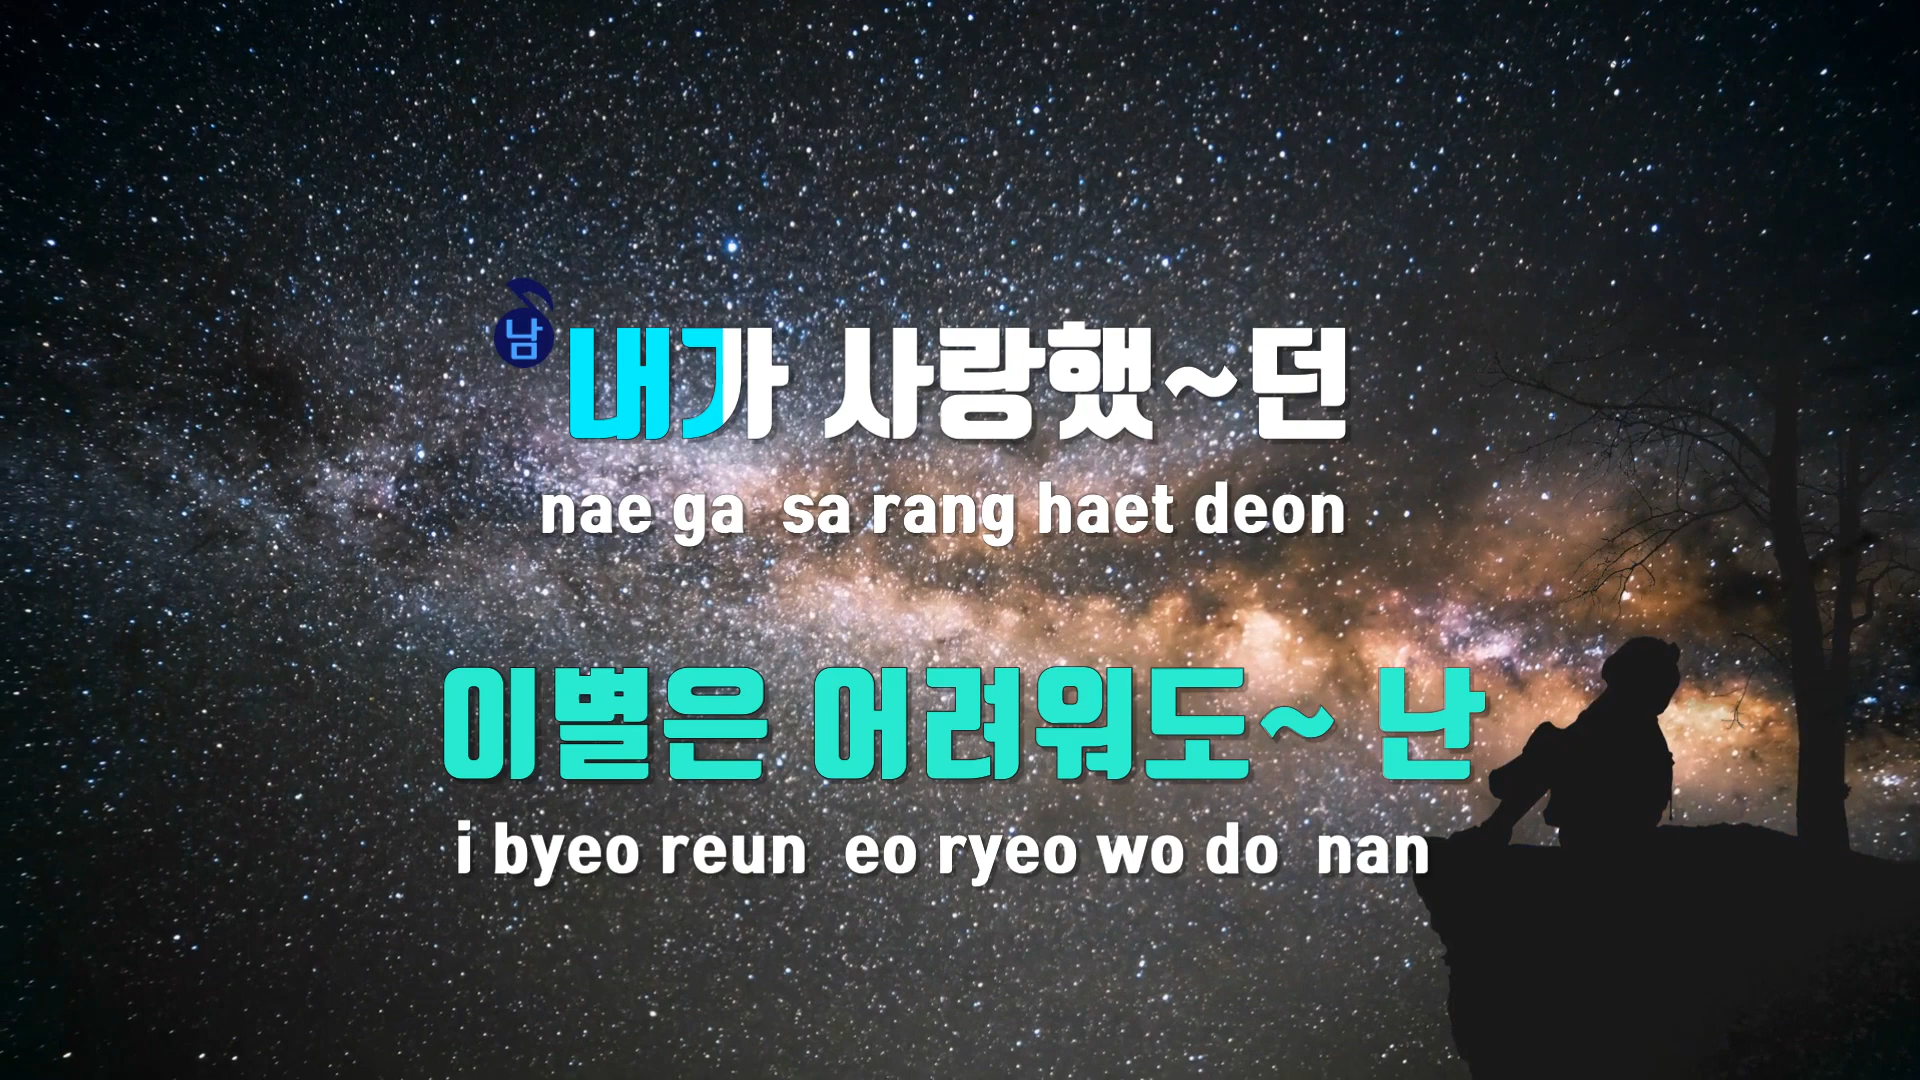 남
내가 사랑했~던
nae ga sa rang haet deon
이별은 어려워도~ 난
i byeo reun eo ryeo wo do nan